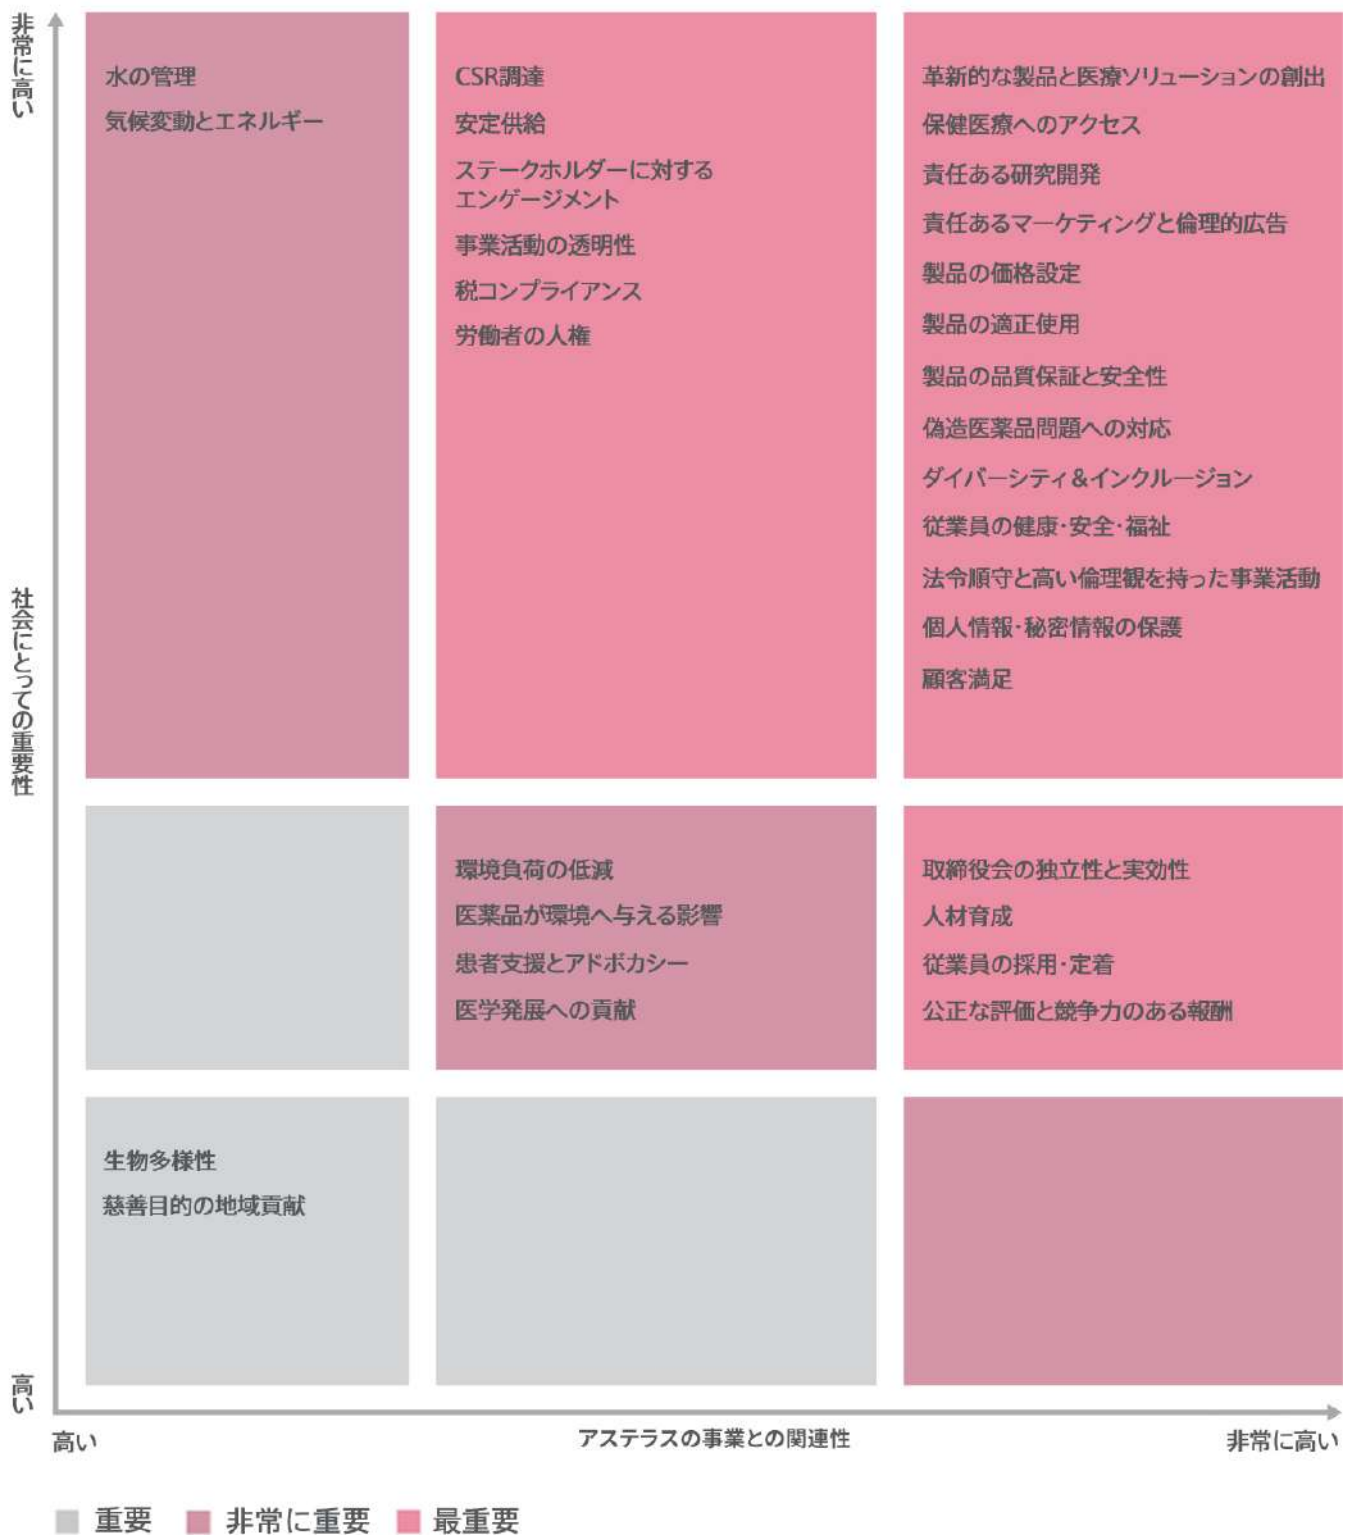 非常に高い
社会にとっての重要性
高い
水の管理
気候変動とエネルギー
CSR調達
安定供給
ステークホルダーに対する
エンゲージメント
事業活動の透明性
税コンプライアンス
労働者の人権
革新的な製品と医療ソリューションの創出
保健医療へのアクセス
責任ある研究開発
責任あるマーケティングと倫理的広告
製品の価格設定
製品の適正使用
製品の品質保証と安全性
偽造医薬品問題への対応
ダイバーシティ&インクルージョン
従業員の健康・安全・福祉
法令順守と高い倫理観を持った事業活動
個人情報・秘密情報の保護
顧客満足
環境負荷の低減
医薬品が環境へ与える影響
患者支援とアドボカシー
医学発展への貢献
取締役会の独立性と実効性
人材育成
従業員の採用・定着
公正な評価と競争力のある報酬
生物多様性
慈善目的の地域貢献
高い
アステラスの事業との関連性
非常に高い
重要
非常に重要
最重要